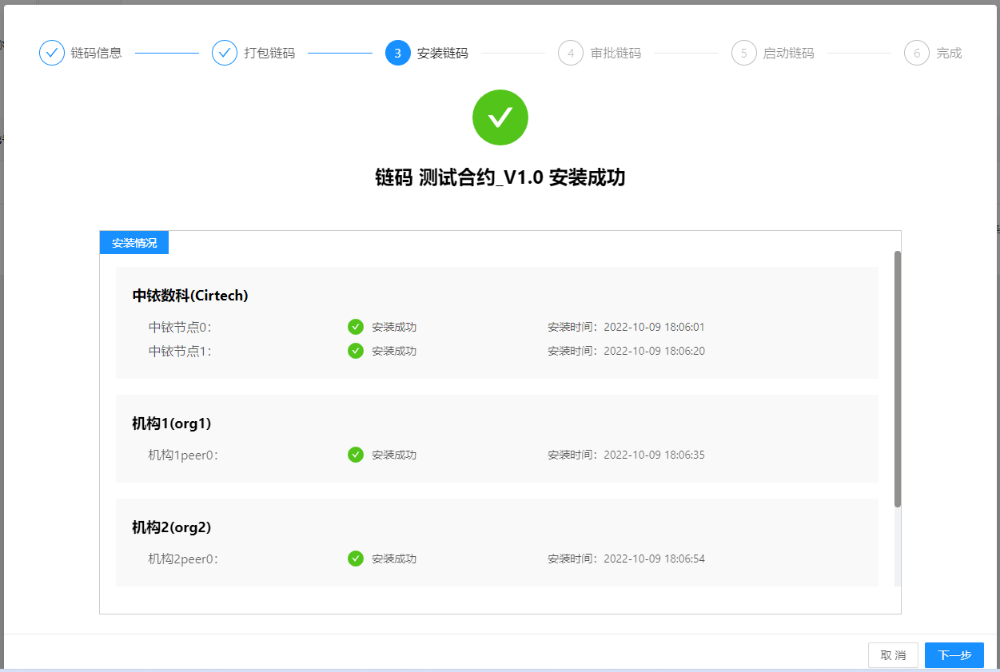 链码信息
打包链码
3 安装链码
4 审批链码
5 启动链码
6 完成
链码 测试合约_V1.0 安装成功
安装情况
中铱数科(Cirtech)
中铱节点0： 安装成功 安装时间：2022-10-09 18:06:01
中铱节点1： 安装成功 安装时间：2022-10-09 18:06:20
机构1(org1)
机构1peer0： 安装成功 安装时间：2022-10-09 18:06:35
机构2(org2)
机构2peer0： 安装成功 安装时间：2022-10-09 18:06:54
取 消
下一步